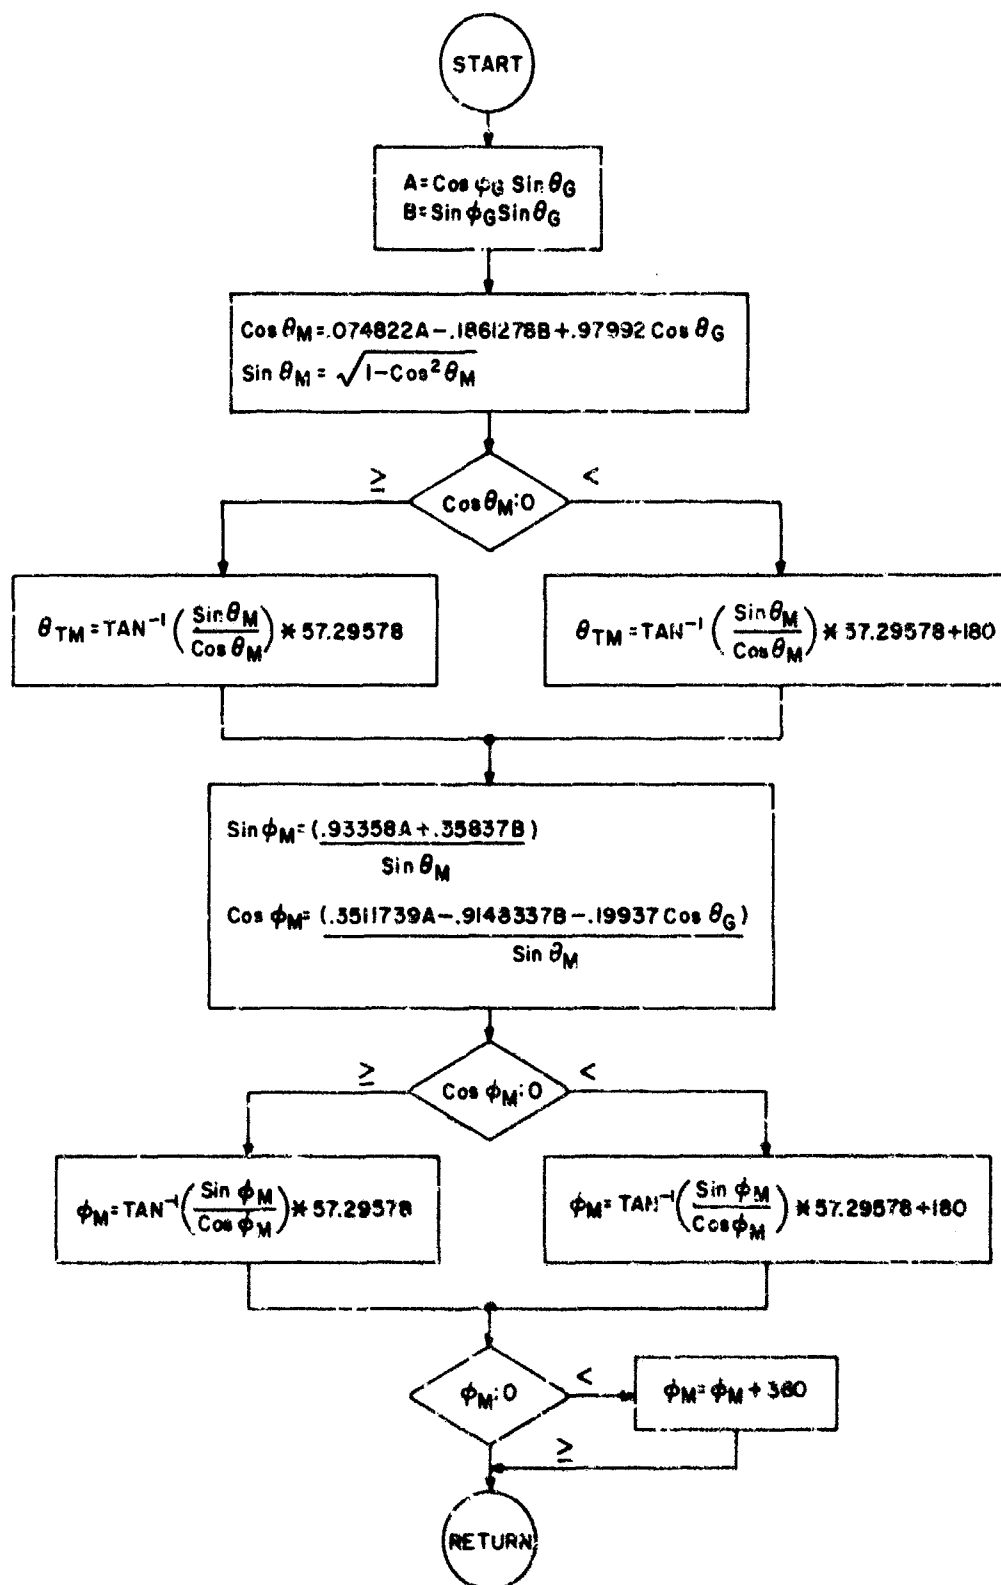 START
A=Cos φG Sin θG
B=Sin ϕG Sin θG
Cos θM=.074822A-.1861278B+.97992 Cos θG
Sin θM= √1-Cos² θM
≥
<
Cos θM:0
θTM=TAN⁻¹ (Sin θM/Cos θM) * 57.29578
θTM=TAN⁻¹ (Sin θM/Cos θM) * 57.29578+180
Sin ϕM=(.93358A+.35837B)
Sin θM
Cos ϕM=(.3511739A-.9148337B-.19937 Cos θG)
Sin θM
≥
<
Cos ϕM:0
ϕM=TAN⁻¹(Sin ϕM/Cos ϕM)*57.29578
ϕM=TAN⁻¹(Sin ϕM/Cos ϕM)*57.29578+180
ϕM:0
<
ϕM=ϕM+360
≥
RETURN